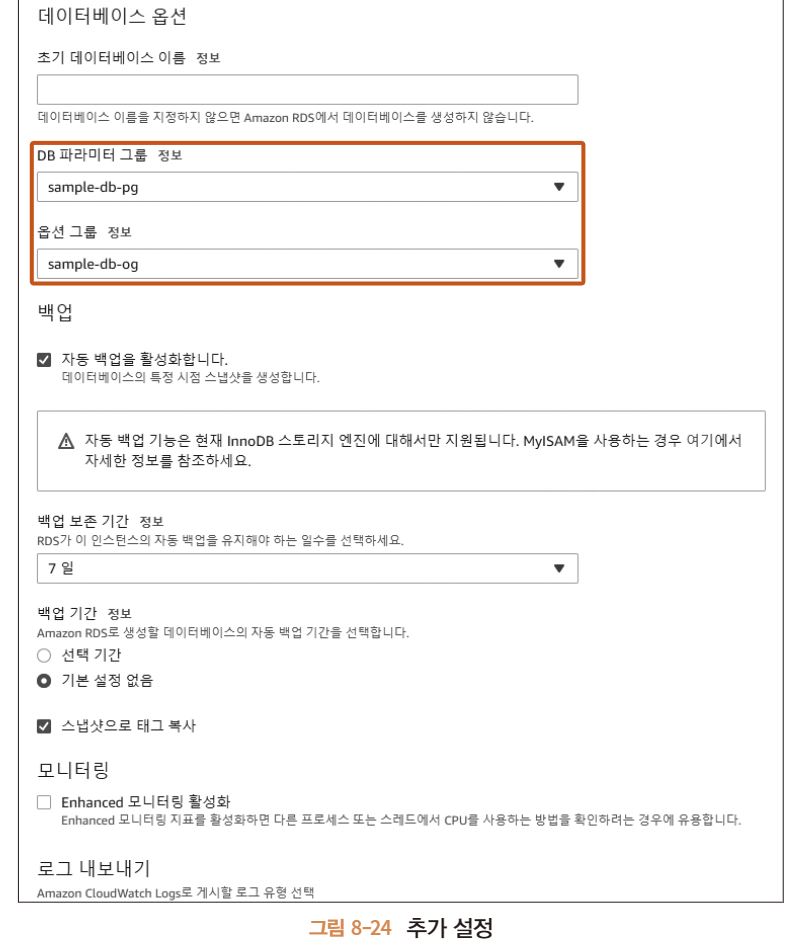 데이터베이스 옵션
초기 데이터베이스 이름 정보
데이터베이스 이름을 지정하지 않으면 Amazon RDS에서 데이터베이스를 생성하지 않습니다.
DB 파라미터 그룹 정보
sample-db-pg
옵션 그룹 정보
sample-db-og
백업
자동 백업을 활성화합니다.
데이터베이스의 특정 시점 스냅샷을 생성합니다.
자동 백업 기능은 현재 InnoDB 스토리지 엔진에 대해서만 지원됩니다. MyISAM을 사용하는 경우 여기에서
자세한 정보를 참조하세요.
백업 보존 기간 정보
RDS가 이 인스턴스의 자동 백업을 유지해야 하는 일수를 선택하세요.
7 일
백업 기간 정보
Amazon RDS로 생성할 데이터베이스의 자동 백업 기간을 선택합니다.
선택 기간
기본 설정 없음
스냅샷으로 태그 복사
모니터링
Enhanced 모니터링 활성화
Enhanced 모니터링 지표를 활성화하면 다른 프로세스 또는 스레드에서 CPU를 사용하는 방법을 확인하려는 경우에 유용합니다.
로그 내보내기
Amazon CloudWatch Logs로 게시할 로그 유형 선택
그림 8-24 추가 설정